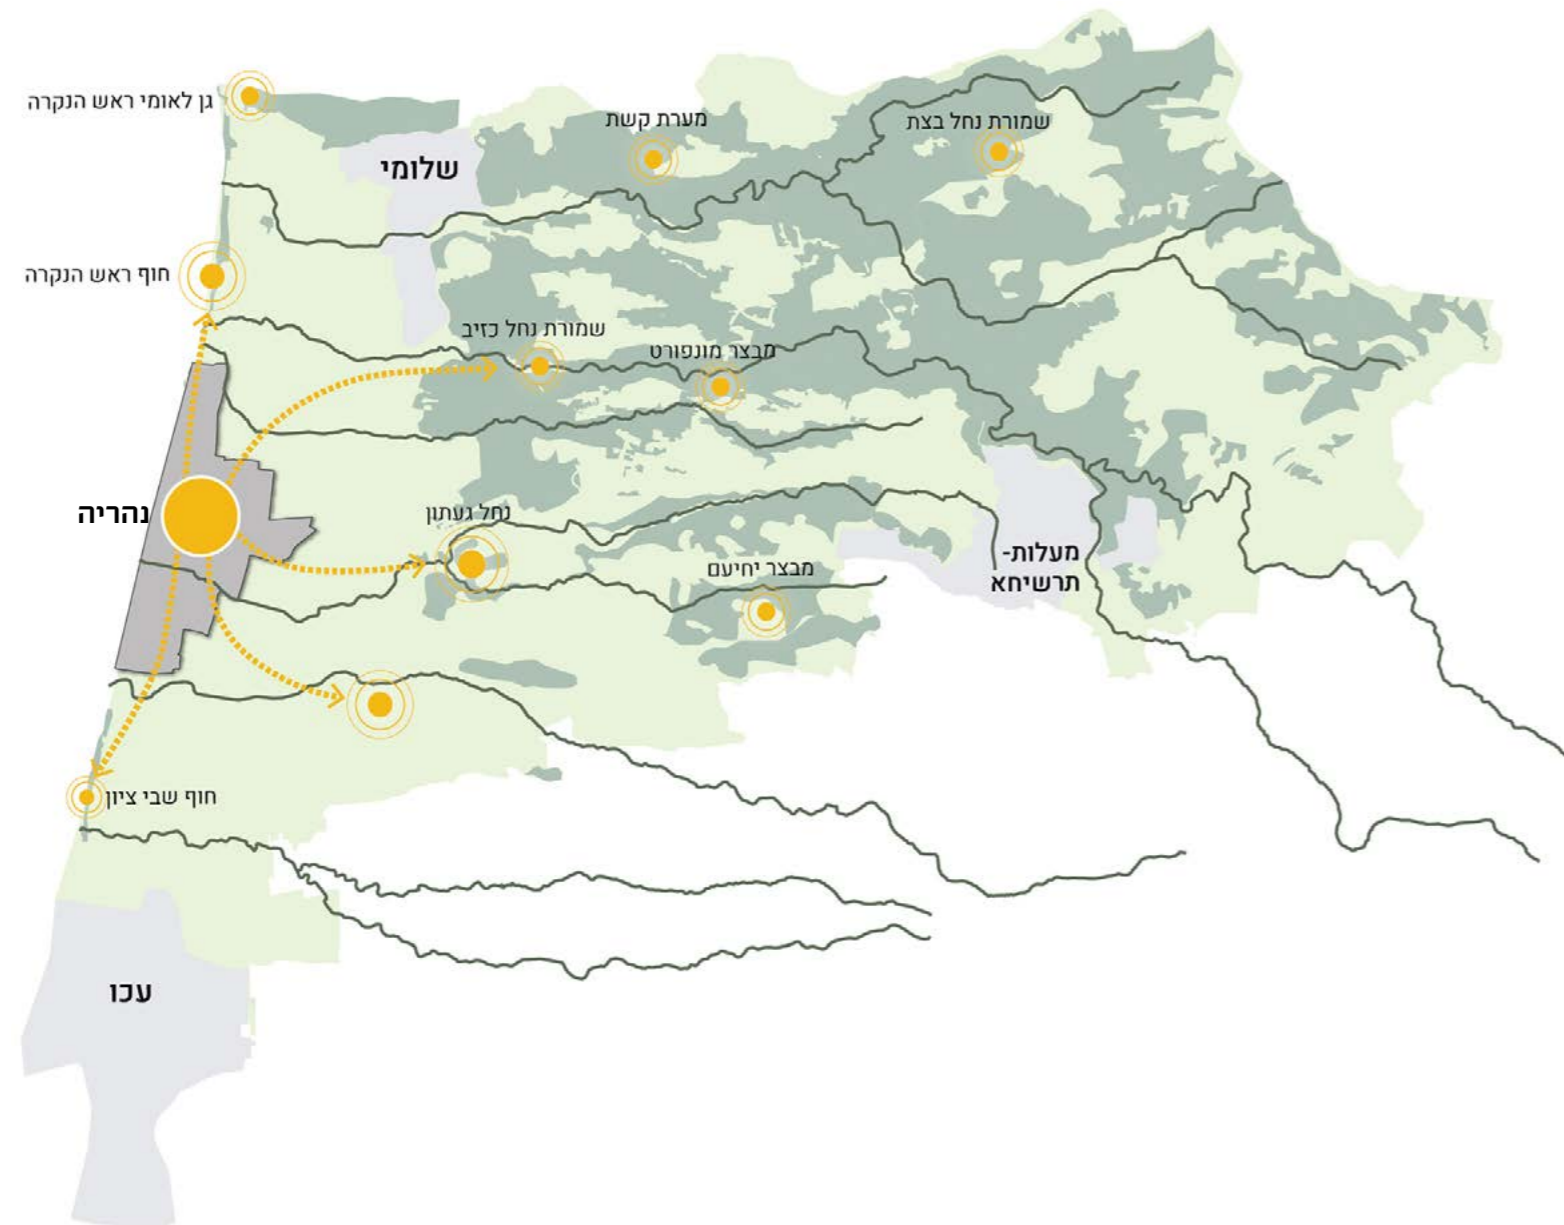 גן לאומי ראש הנקרה
מערת קשת
שמורת נחל בצת
שלומי
חוף ראש הנקרה
שמורת נחל כזיב
מבצר מונפורט
נהריה
נחל געתון
מעלות-
תרשיחא
מבצר יחיעם
חוף שבי ציון
עכו